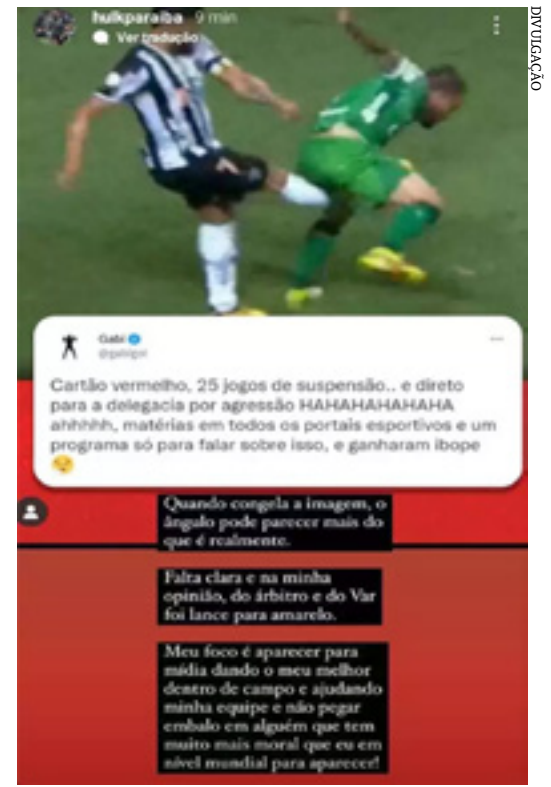 hulkparaiba 9 min
Ver tradução
DIVULGAÇÃO
Gabi
@gabigol
Cartão vermelho, 25 jogos de suspensão.. e direto
para a delegacia por agressão HAHAHAHAHAHA
ahhhhh, matérias em todos os portais esportivos e um
programa só para falar sobre isso, e ganharam ibope
Quando congela a imagem, o
ângulo pode parecer mais do
que é realmente.
Falta clara e na minha
opinião, do árbitro e do Var
foi lance para amarelo.
Meu foco é aparecer para
mídia dando o meu melhor
dentro de campo e ajudando
minha equipe e não pegar
embalo em alguém que tem
muito mais moral que eu em
nível mundial para aparecer!